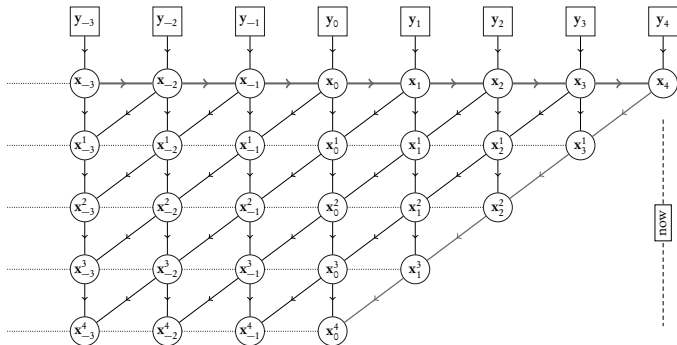 y₋₃ y₋₂ y₋₁ y₀ y₁ y₂ y₃ y₄
x₋₃ x₋₂ x₋₁ x₀ x₁ x₂ x₃ x₄
x¹₋₃ x¹₋₂ x¹₋₁ x¹₀ x¹₁ x¹₂ x¹₃
x²₋₃ x²₋₂ x²₋₁ x²₀ x²₁ x²₂
now
x³₋₃ x³₋₂ x³₋₁ x³₀ x³₁
x⁴₋₃ x⁴₋₂ x⁴₋₁ x⁴₀